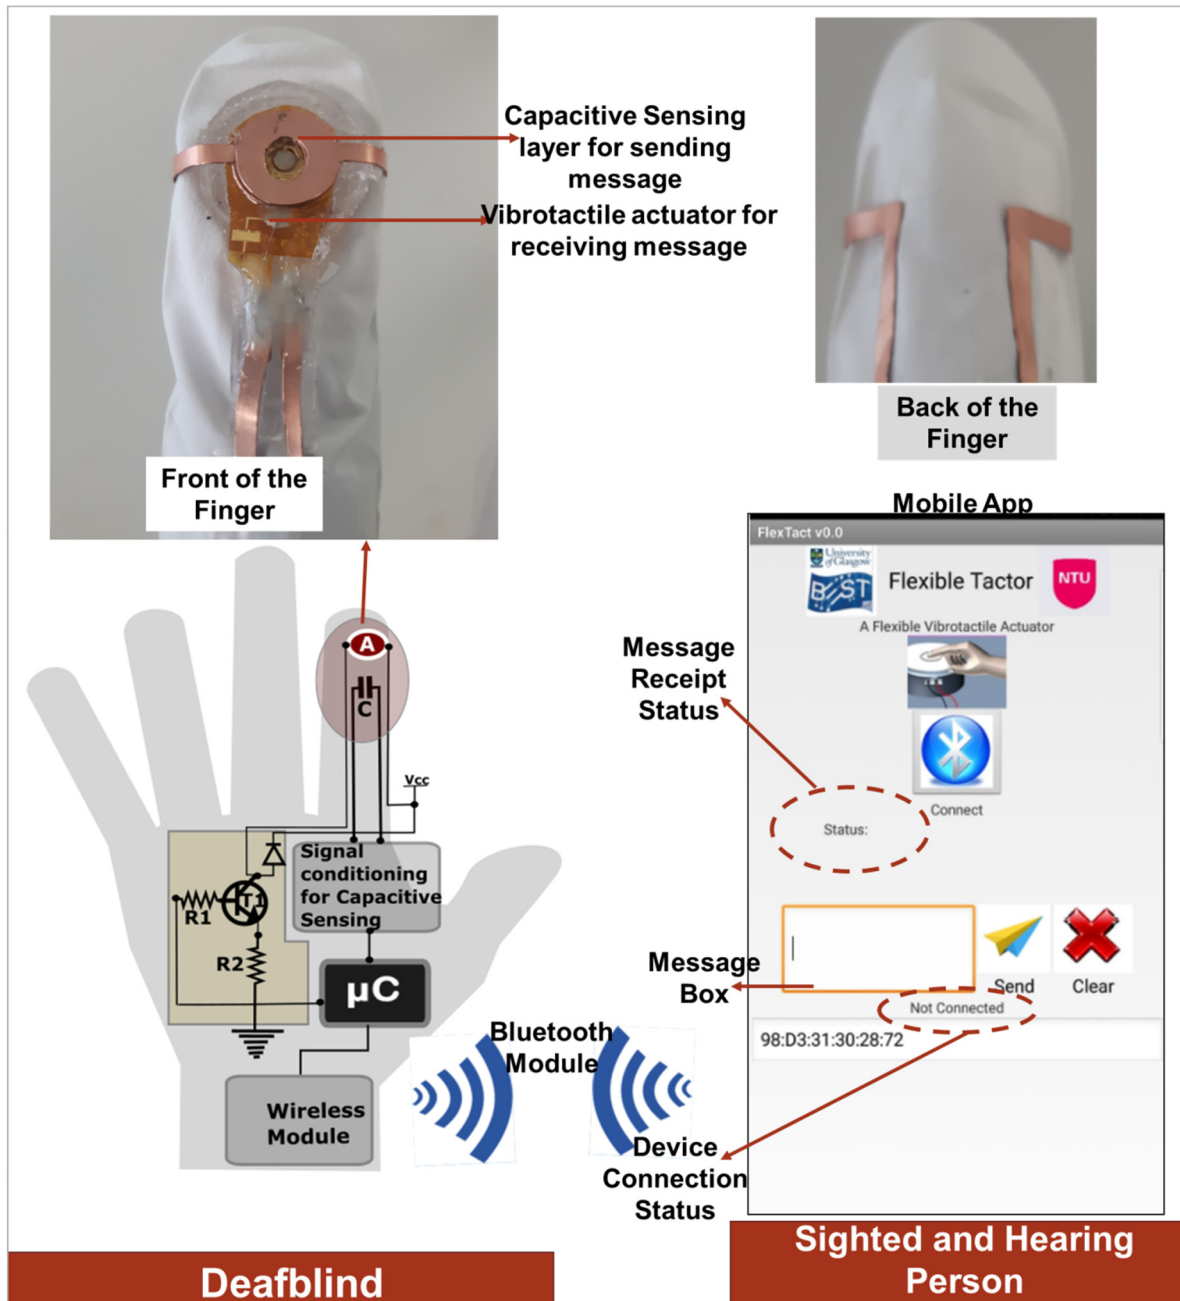 Capacitive Sensing
layer for sending
message
Vibrotactile actuator for
receiving message
Front of the
Finger
Back of the
Finger
Mobile App
FlexTact v0.0
University
of Glasgow
BEST
Flexible Tactor
NTU
A Flexible Vibrotactile Actuator
Connect
Message
Receipt
Status
Status:
Message
Box
Send
Clear
Not Connected
98:D3:31:30:28:72
Device
Connection
Status
A
C
Vcc
Signal
conditioning
for Capacitive
Sensing
T1
R1
R2
µC
Wireless
Module
Bluetooth
Module
Deafblind
Sighted and Hearing
Person